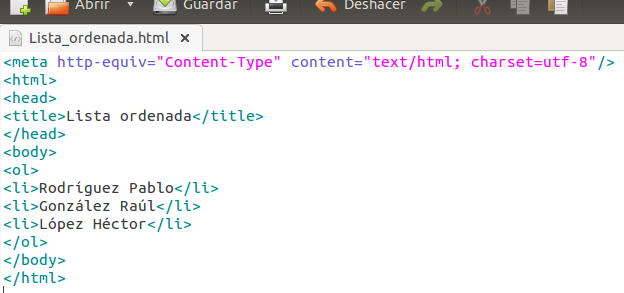 Abrir Guardar Deshacer
Lista_ordenada.html
<meta http-equiv="Content-Type" content="text/html; charset=utf-8"/>
<html>
<head>
<title>Lista ordenada</title>
</head>
<body>
<ol>
<li>Rodríguez Pablo</li>
<li>González Raúl</li>
<li>López Héctor</li>
</ol>
</body>
</html>